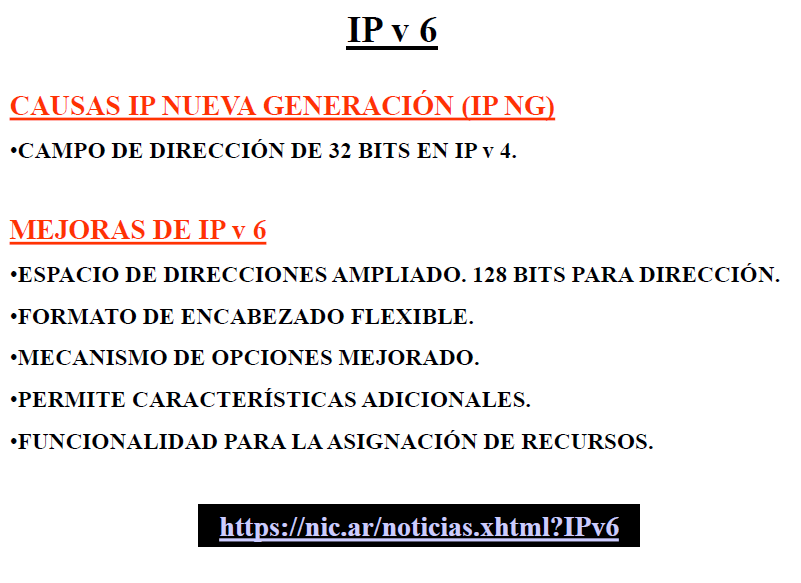 IP v 6
CAUSAS IP NUEVA GENERACIÓN (IP NG)
•CAMPO DE DIRECCIÓN DE 32 BITS EN IP v 4.
MEJORAS DE IP v 6
•ESPACIO DE DIRECCIONES AMPLIADO. 128 BITS PARA DIRECCIÓN.
•FORMATO DE ENCABEZADO FLEXIBLE.
•MECANISMO DE OPCIONES MEJORADO.
•PERMITE CARACTERÍSTICAS ADICIONALES.
•FUNCIONALIDAD PARA LA ASIGNACIÓN DE RECURSOS.
https://nic.ar/noticias.xhtml?IPv6